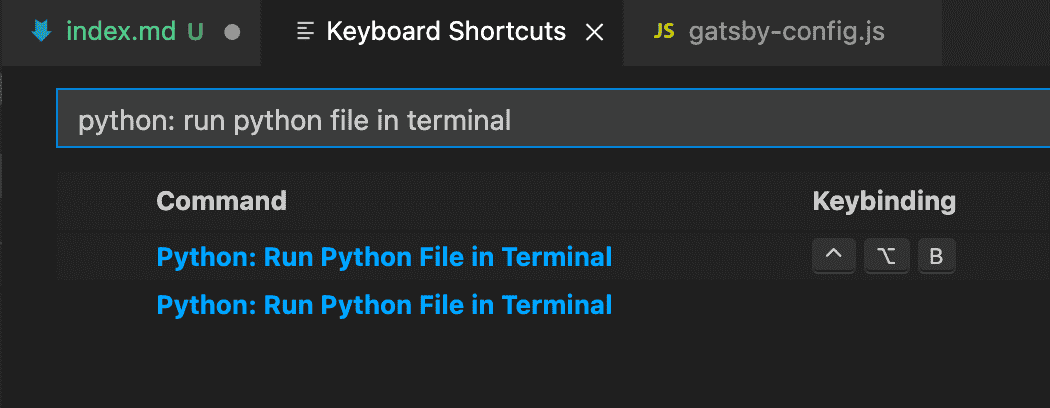 index.md U
Keyboard Shortcuts
JS gatsby-config.js
python: run python file in terminal
Command Keybinding
Python: Run Python File in Terminal ^ ⌥ B
Python: Run Python File in Terminal